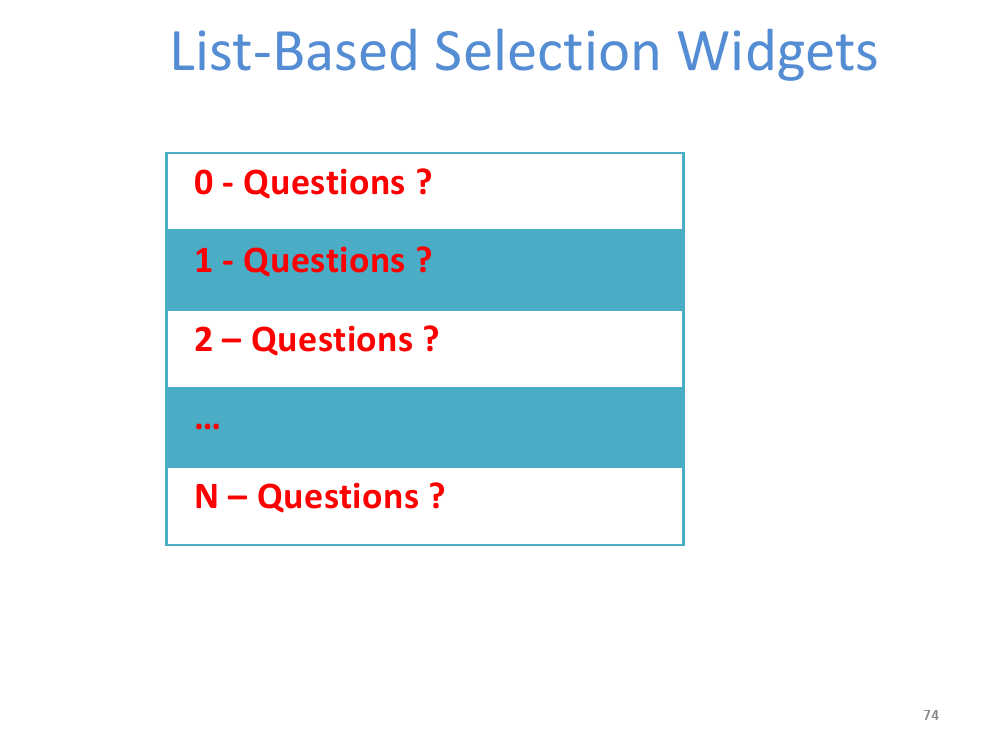 List-Based Selection Widgets
0 - Questions ?
1 - Questions ?
2 – Questions ?
…
N – Questions ?
74